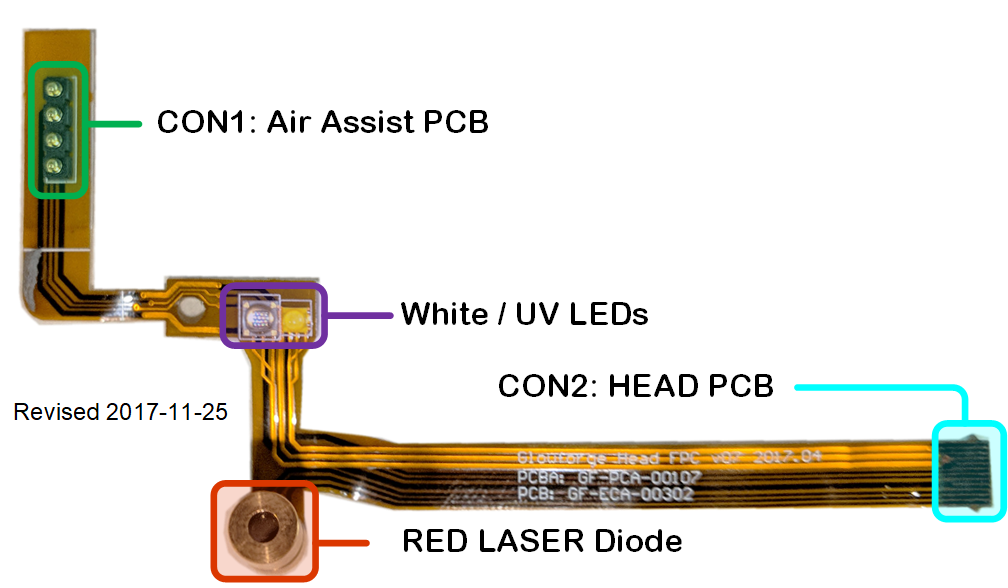 CON1: Air Assist PCB
White / UV LEDs
CON2: HEAD PCB
Revised 2017-11-25
Glowforge Head FPC v07 2017.04
PCBA: GF-PCA-00107
PCB: GF-ECA-00302
RED LASER Diode